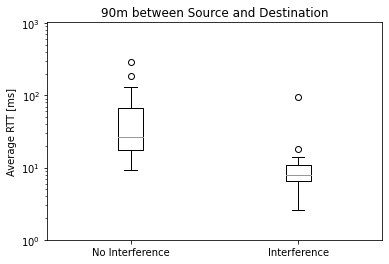 90m between Source and Destination
Average RTT [ms]
10³
10²
10¹
10⁰
No Interference
Interference